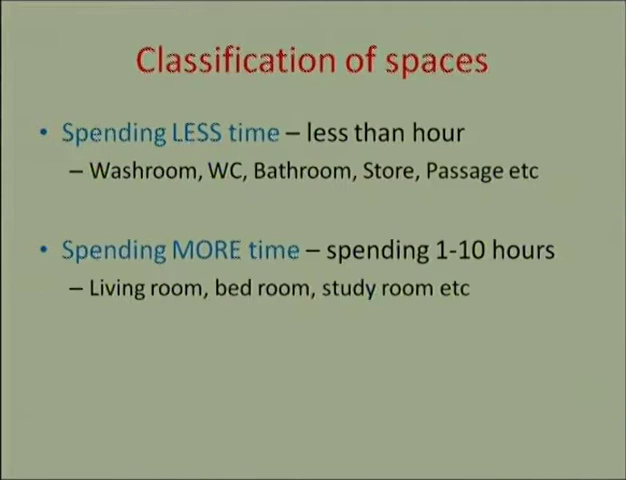 Classification of spaces
• Spending LESS time – less than hour
– Washroom, WC, Bathroom, Store, Passage etc
• Spending MORE time – spending 1-10 hours
– Living room, bed room, study room etc